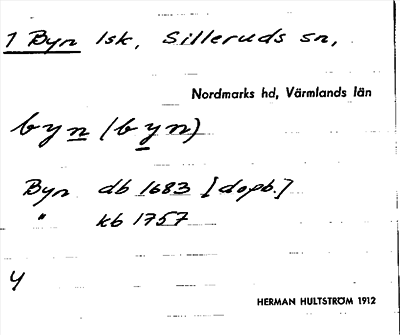 1 Byn lsk, Silleruds sn,
Nordmarks hd, Värmlands län
byn (byn)
Byn db 1683 [dopb.]
" kb 1757
4
HERMAN HULTSTRÖM 1912